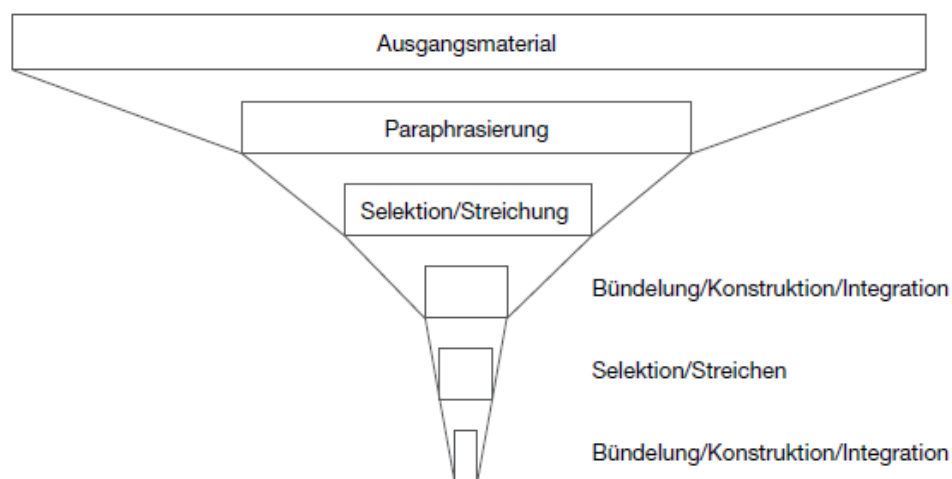 Ausgangsmaterial
Paraphrasierung
Selektion/Streichung
Bündelung/Konstruktion/Integration
Selektion/Streichen
Bündelung/Konstruktion/Integration